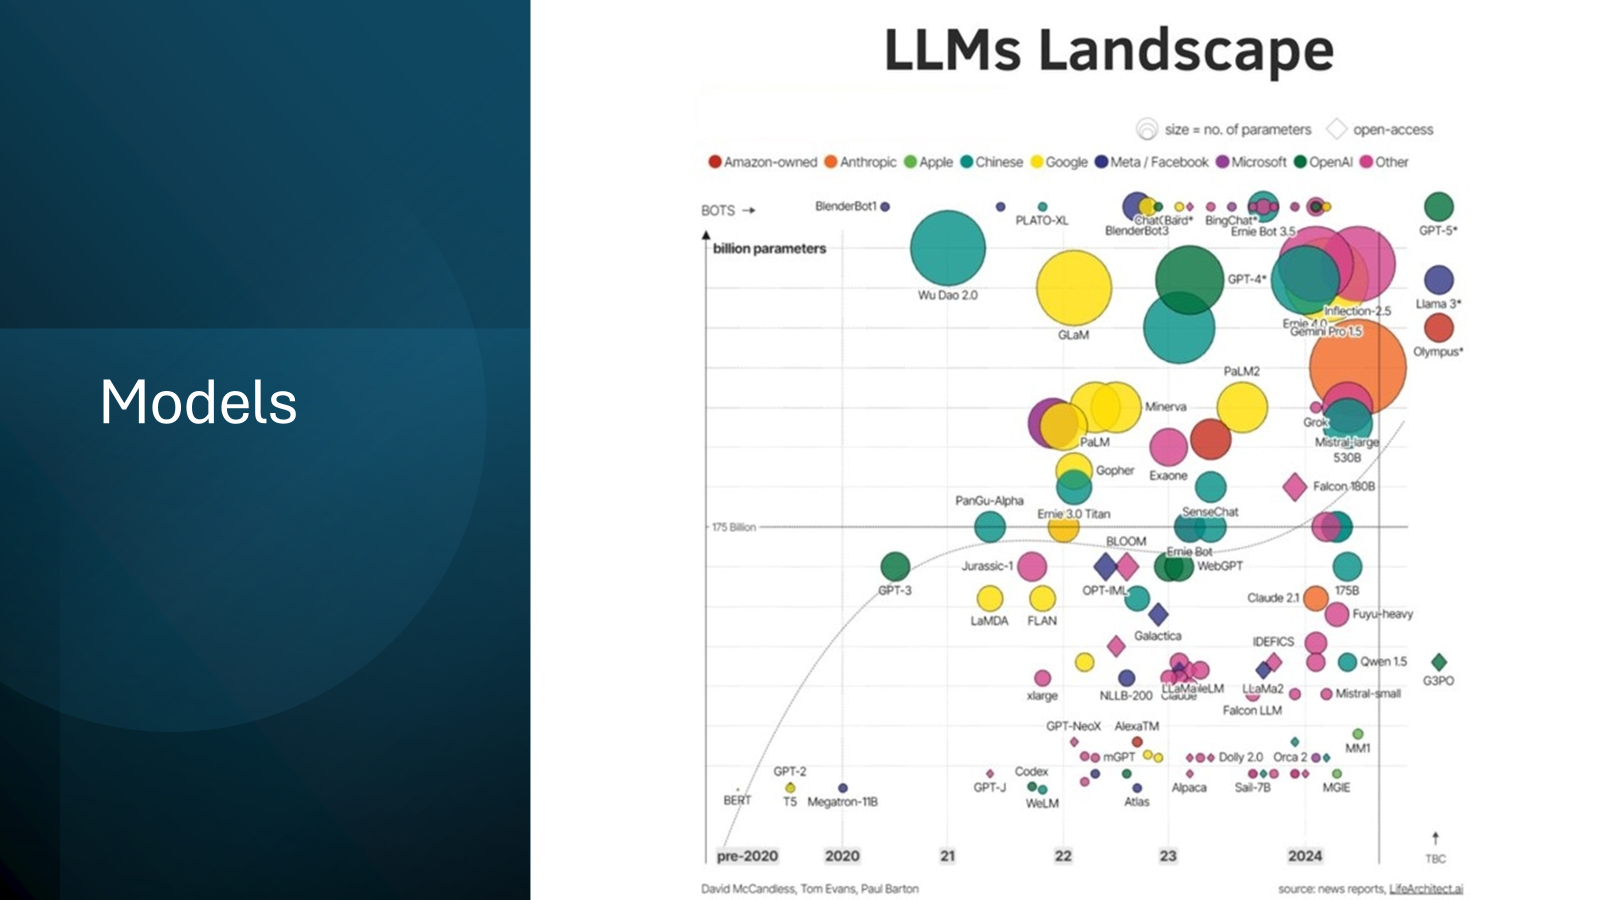 LLMs Landscape
size = no. of parameters
open-access
Amazon-owned Anthropic Apple Chinese Google Meta / Facebook Microsoft OpenAI Other
BOTS →
BlenderBot1
PLATO-XL
Bard*
BlenderBot3
BingChat*
Ernie Bot 3.5
GPT-5*
billion parameters
Models
Wu Dao 2.0
GLaM
GPT-4*
Inflection-2.5
Ernie 4.0
Gemini Pro 1.5
Llama 3*
Olympus*
PaLM2
Minerva
PaLM
Grok
Mistral-large
530B
Gopher
Exaone
Falcon 180B
PanGu-Alpha
Ernie 3.0 Titan
SenseChat
175 Billion
BLOOM
Ernie Bot
Jurassic-1
WebGPT
GPT-3
OPT-IML
175B
LaMDA
FLAN
Claude 2.1
Fuyu-heavy
Galactica
IDEFICS
Qwen 1.5
G3PO
xlarge
NLLB-200
Claude
LLaMa2
Mistral-small
Falcon LLM
GPT-NeoX
AlexaTM
mGPT
Dolly 2.0
Orca 2
MM1
GPT-2
Codex
GPT-J
BERT
T5
Megatron-11B
WeLM
Atlas
Alpaca
Sail-7B
MGIE
pre-2020 2020 21 22 23 2024
TBC
David McCandless, Tom Evans, Paul Barton
source: news reports, LifeArchitect.ai